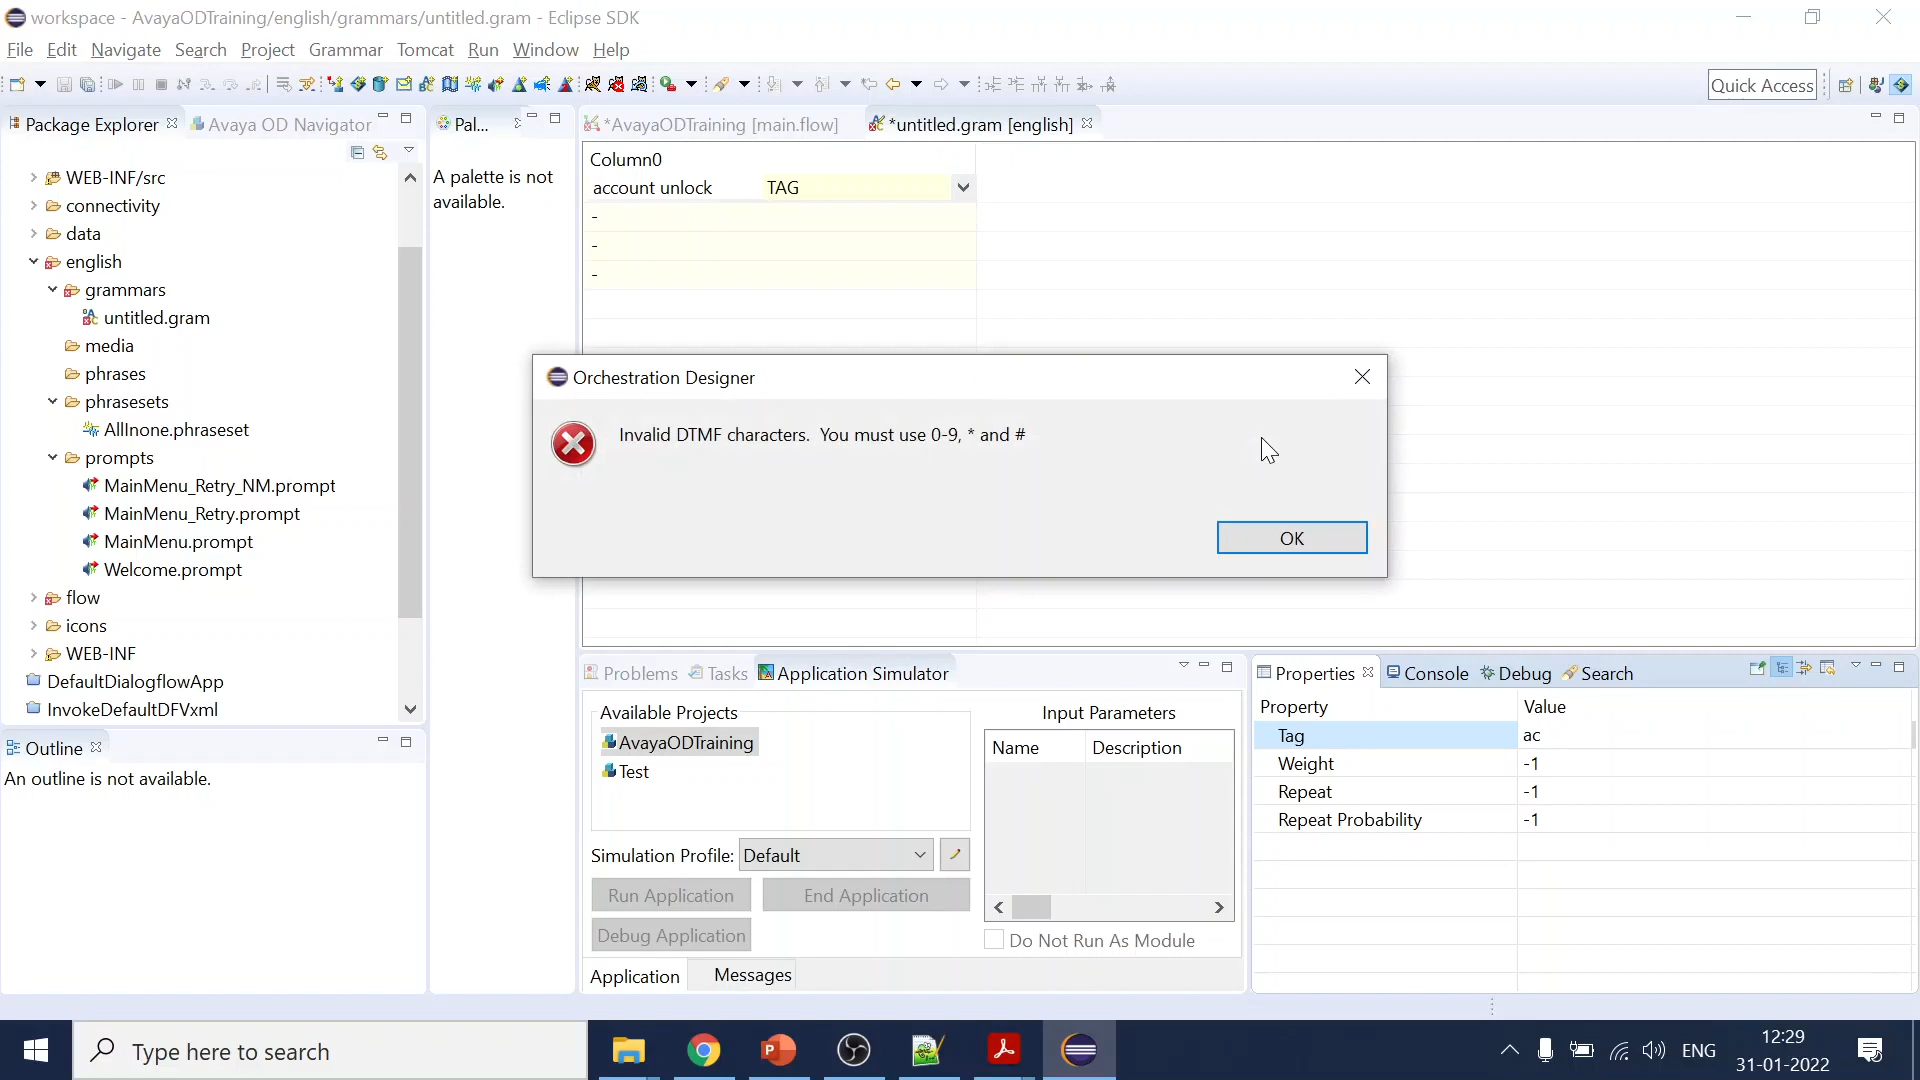 workspace - AvayaODTraining/english/grammars/untitled.gram - Eclipse SDK
File Edit Navigate Search Project Grammar Tomcat Run Window Help
Quick Access
Package Explorer
Avaya OD Navigator
WEB-INF/src
connectivity
data
english
grammars
untitled.gram
media
phrases
phrasesets
AllInone.phraseset
prompts
MainMenu_Retry_NM.prompt
MainMenu_Retry.prompt
MainMenu.prompt
Welcome.prompt
flow
icons
WEB-INF
DefaultDialogflowApp
InvokeDefaultDFVxml
Outline
An outline is not available.
Pal...
A palette is not
available.
*AvayaODTraining [main.flow]
*untitled.gram [english]
Column0
account unlock TAG
-
-
-
Orchestration Designer
Invalid DTMF characters. You must use 0-9, * and #
OK
Problems Tasks Application Simulator
Available Projects
AvayaODTraining
Test
Simulation Profile: Default
Run Application End Application
Debug Application
Input Parameters
Name Description
Do Not Run As Module
Application Messages
Properties Console Debug Search
Property Value
Tag ac
Weight -1
Repeat -1
Repeat Probability -1
Type here to search
ENG
12:29
31-01-2022